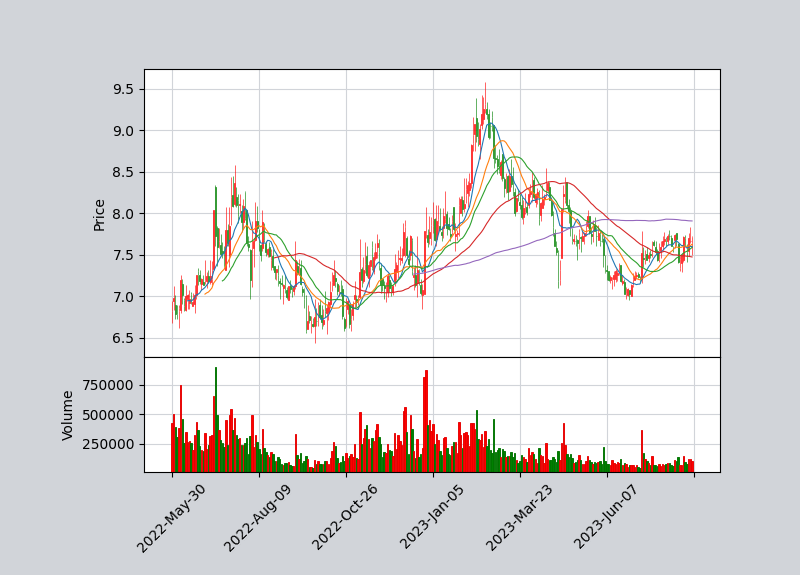 9.5
9.0
8.5
8.0
7.5
7.0
6.5
Price
750000
500000
250000
Volume
2022-May-30
2022-Aug-09
2022-Oct-26
2023-Jan-05
2023-Mar-23
2023-Jun-07